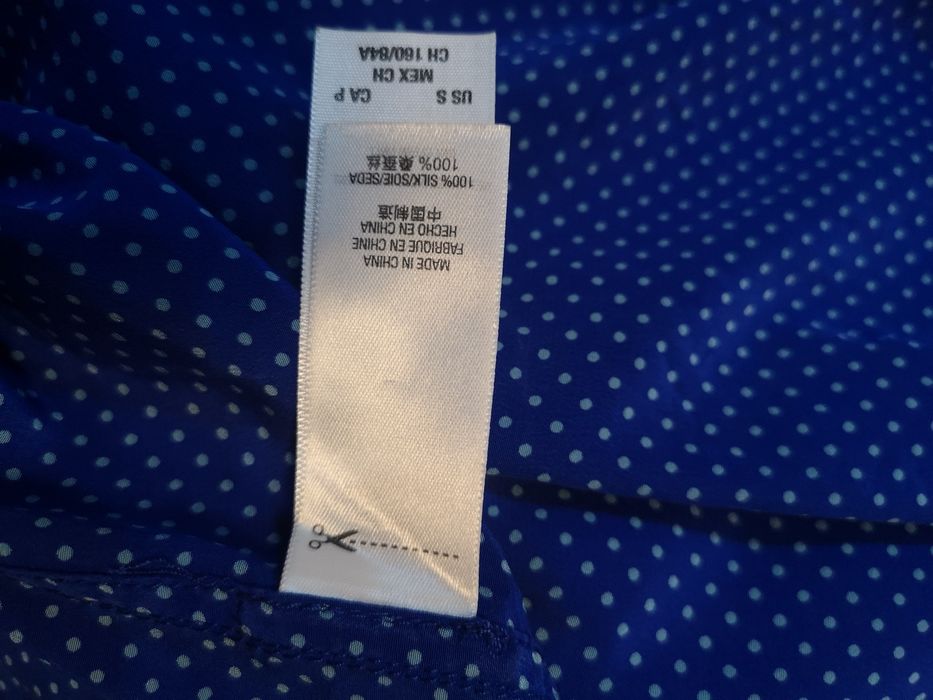 MADE IN CHINA
FABRIQUE EN CHINE
HECHO EN CHINA
中国制造
100% SILK/SOIE/SEDA
100% 桑蚕丝
US S CA P
MEX CH
CH 160/84A